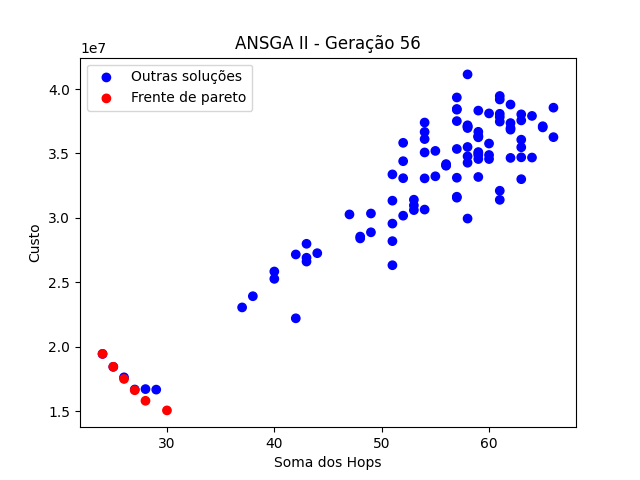 ANSGA II - Geração 56
1e7
Outras soluções
Frente de pareto
4.0
3.5
3.0
2.5
2.0
1.5
Custo
30
40
50
60
Soma dos Hops